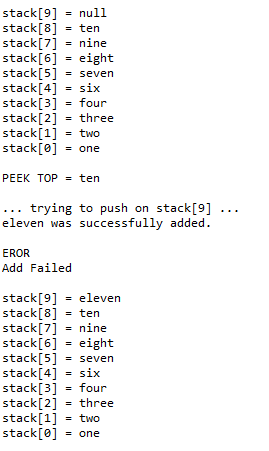 stack[9] = null
stack[8] = ten
stack[7] = nine
stack[6] = eight
stack[5] = seven
stack[4] = six
stack[3] = four
stack[2] = three
stack[1] = two
stack[0] = one
PEEK TOP = ten
... trying to push on stack[9] ...
eleven was successfully added.
EROR
Add Failed
stack[9] = eleven
stack[8] = ten
stack[7] = nine
stack[6] = eight
stack[5] = seven
stack[4] = six
stack[3] = four
stack[2] = three
stack[1] = two
stack[0] = one